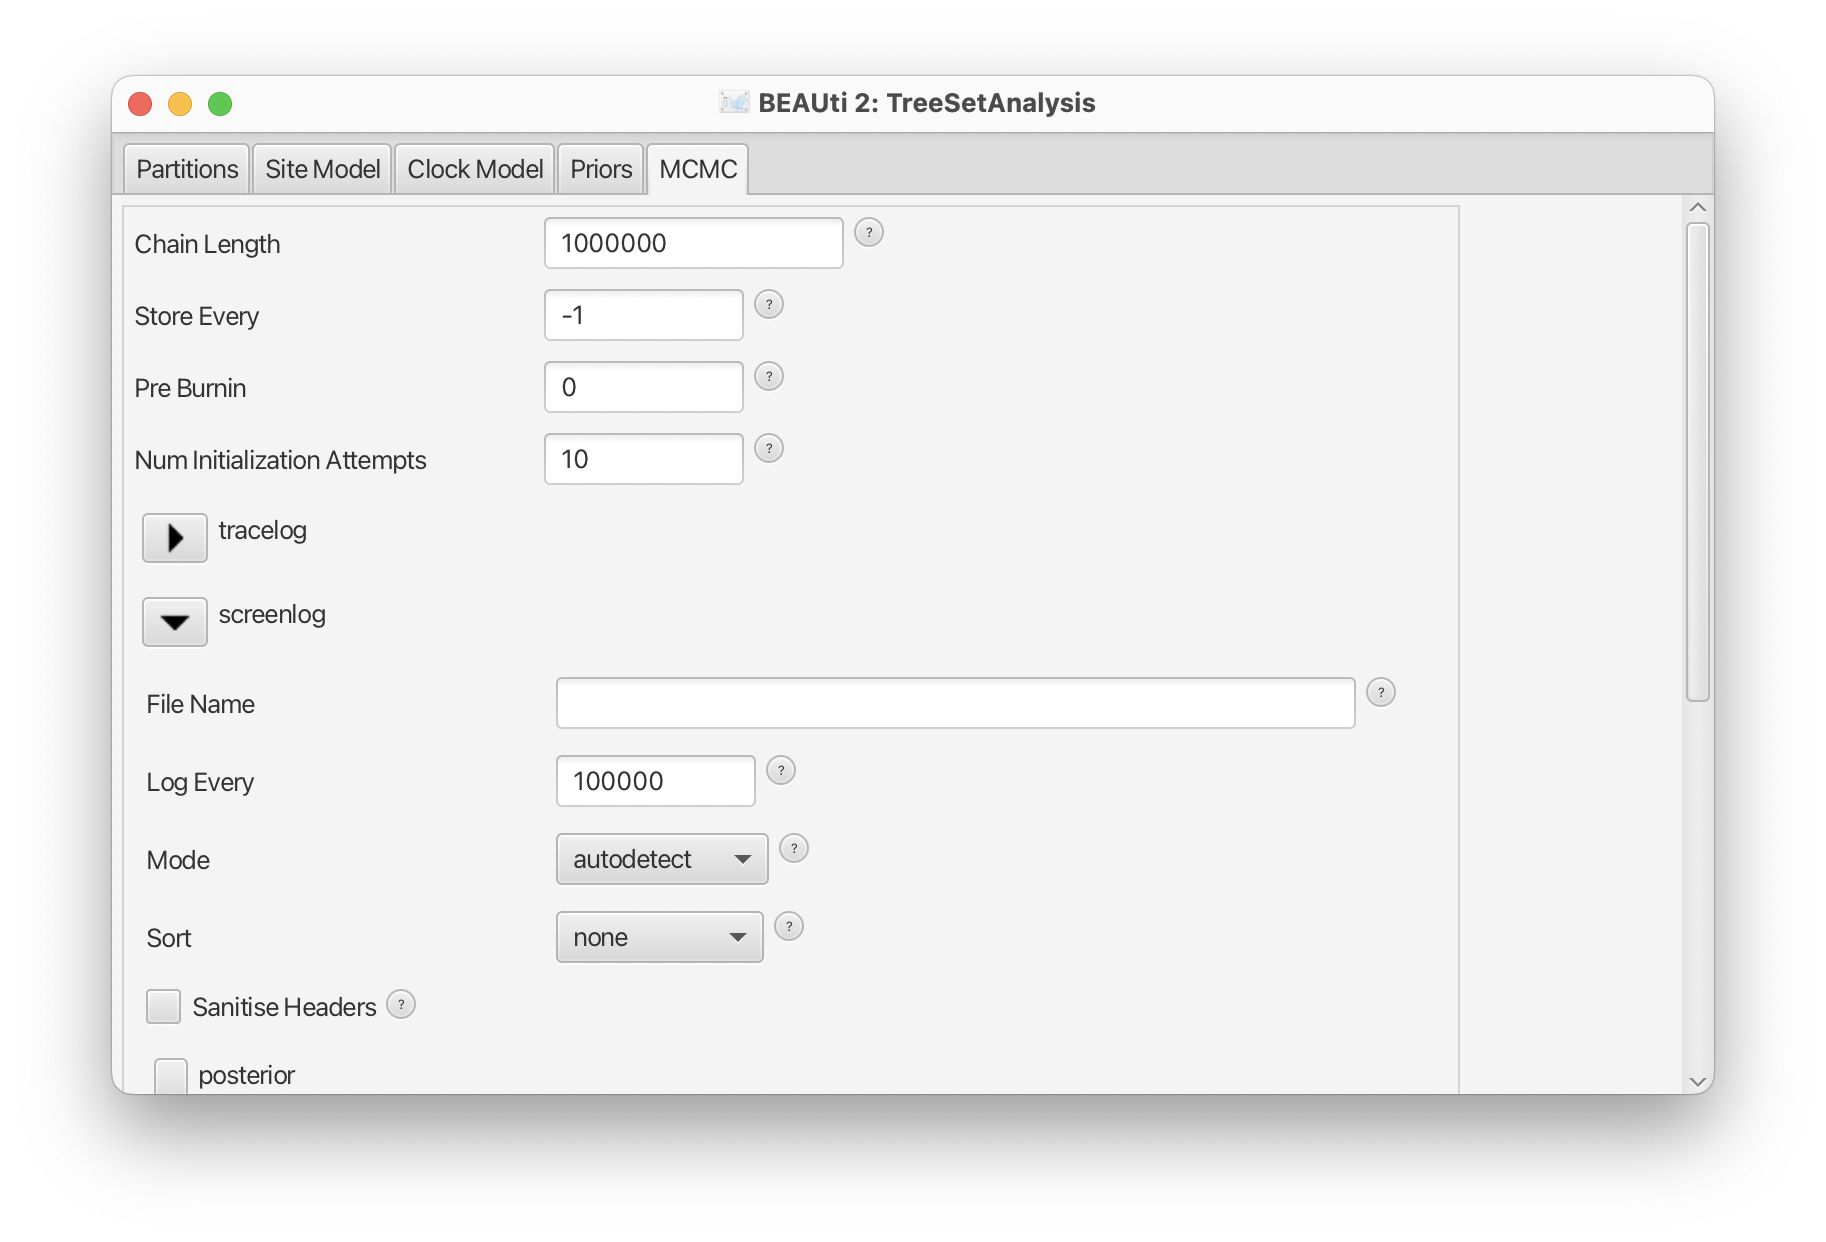 BEAUti 2: TreeSetAnalysis
Partitions Site Model Clock Model Priors MCMC
Chain Length 1000000 ?
Store Every -1 ?
Pre Burnin 0 ?
Num Initialization Attempts 10 ?
tracelog
screenlog
File Name ?
Log Every 100000 ?
Mode autodetect ?
Sort none ?
Sanitise Headers ?
posterior